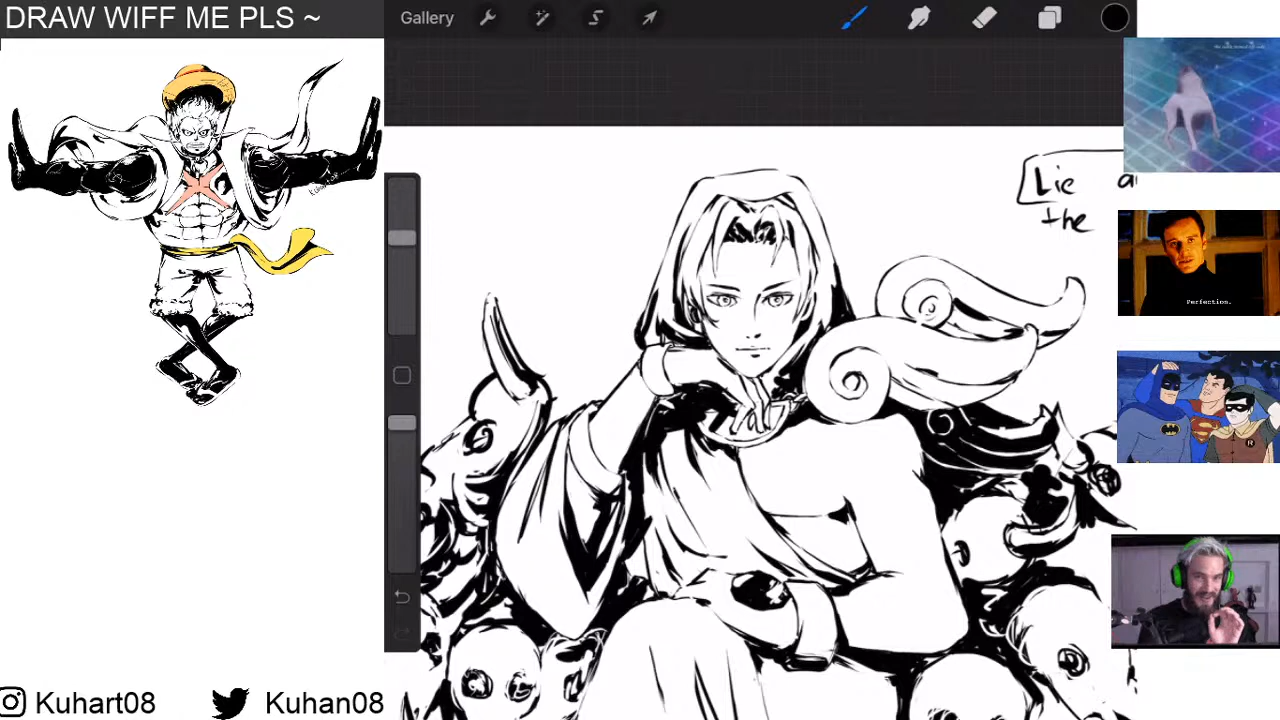 DRAW WIFF ME PLS ~
Gallery
Lie
the
Perfection.
Kuhart08
Kuhan08